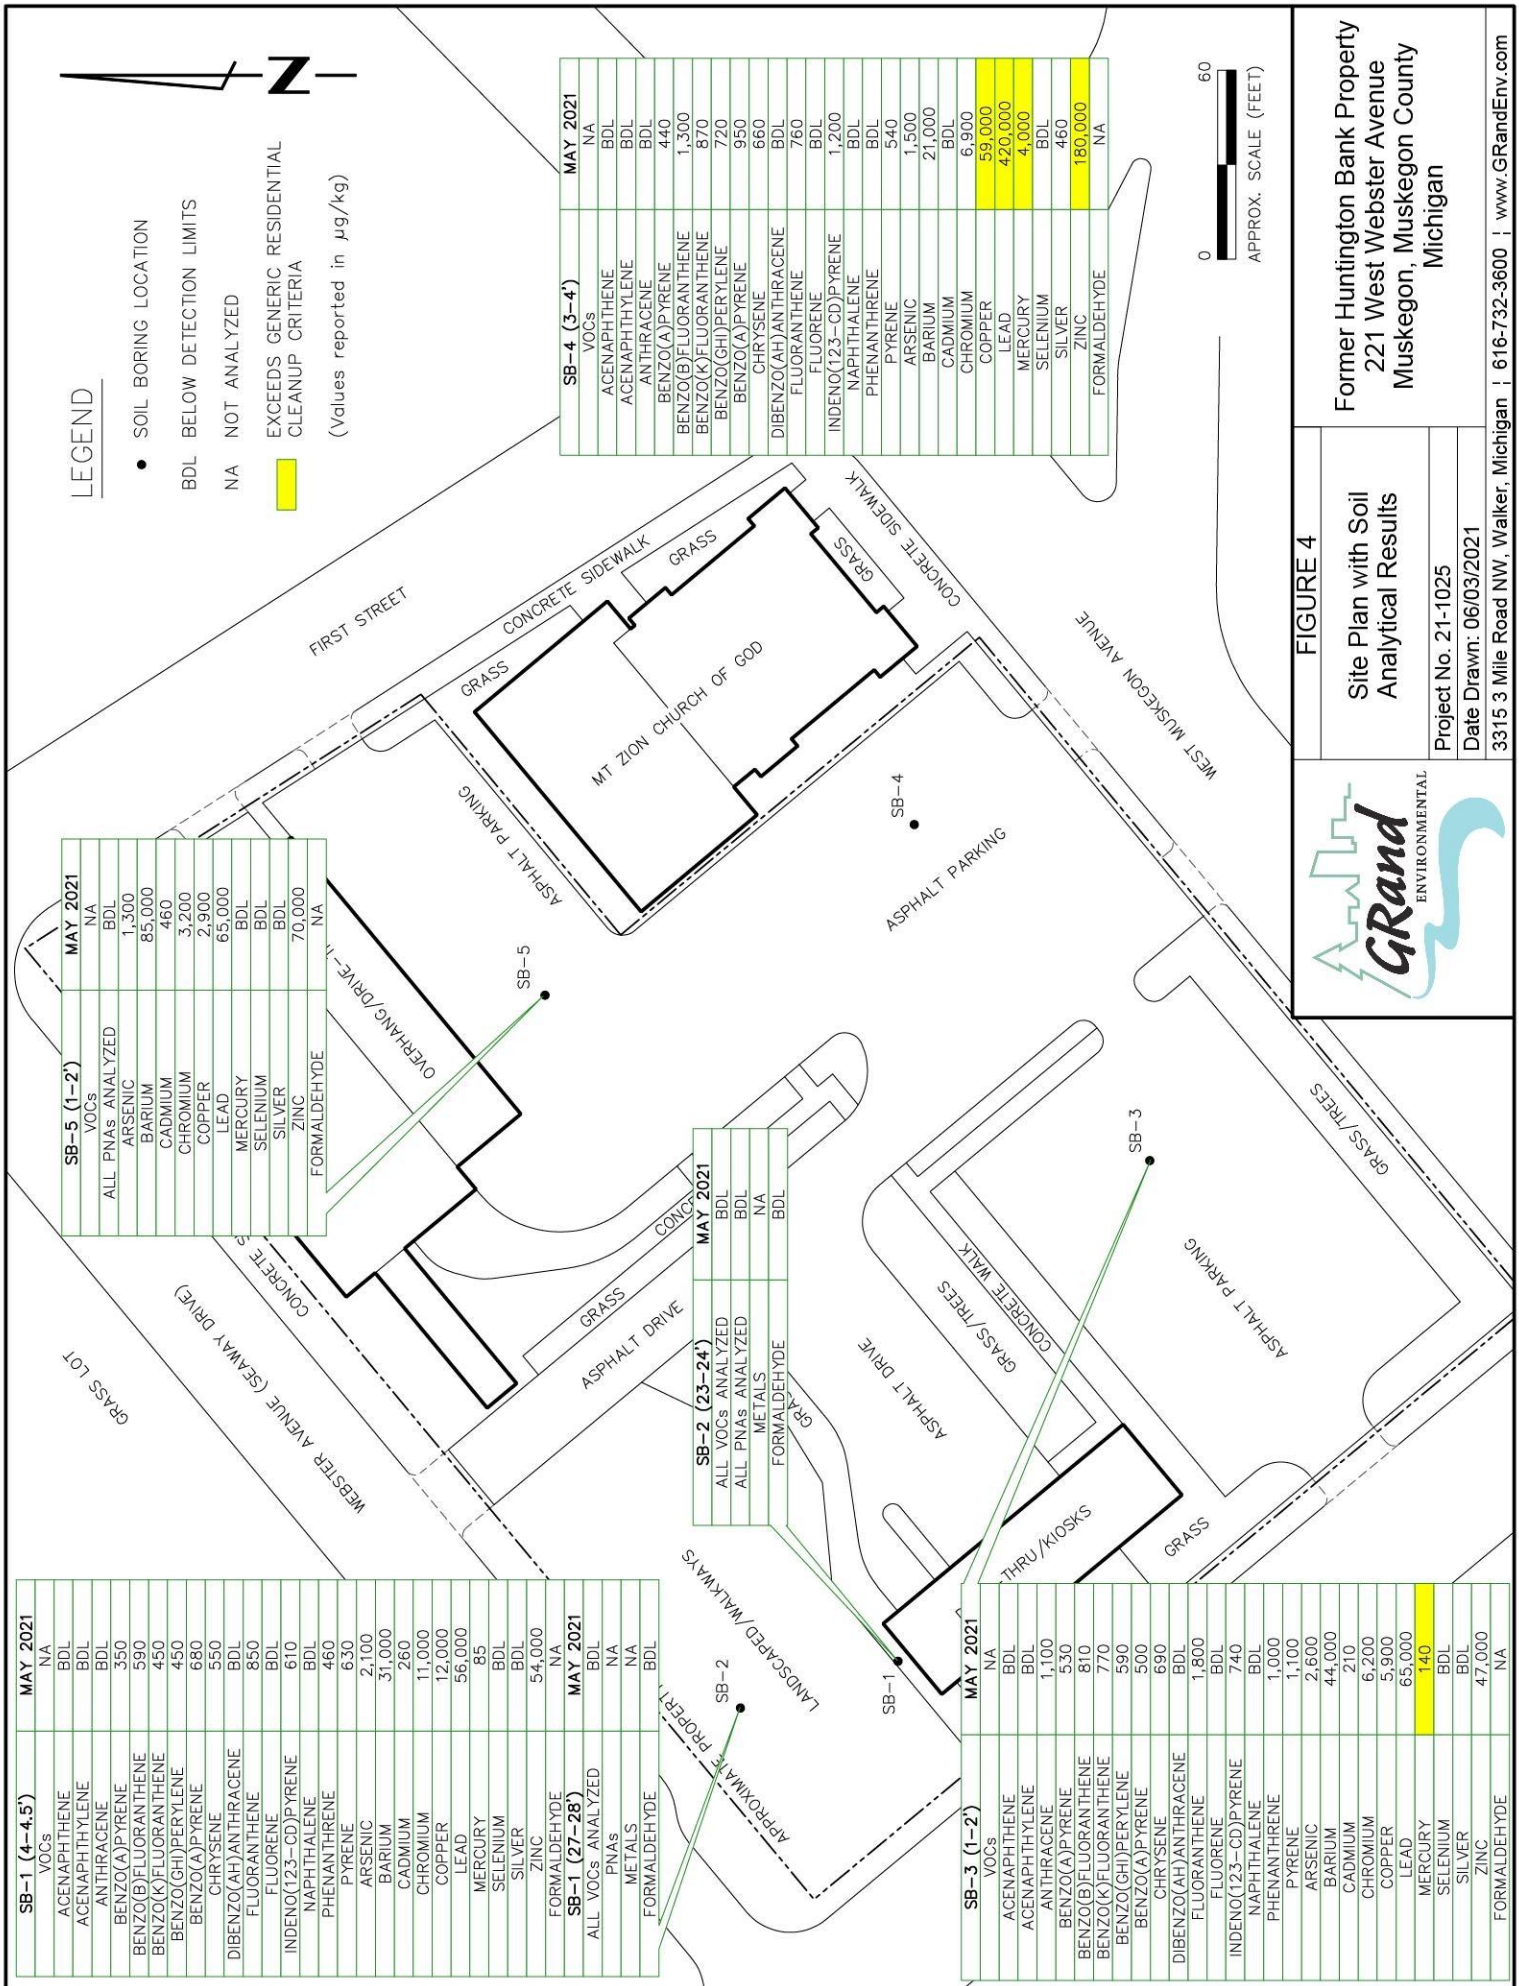 SB-1 (4-4.5') MAY 2021
VOCs NA
ACENAPHTHENE BDL
ACENAPHTHYLENE BDL
ANTHRACENE BDL
BENZO(A)PYRENE 350
BENZO(B)FLUORANTHENE 590
BENZO(K)FLUORANTHENE 450
BENZO(GHI)PERYLENE 450
BENZO(A)PYRENE 680
CHRYSENE 550
DIBENZO(AH)ANTHRACENE BDL
FLUORANTHENE 850
FLUORENE BDL
INDENO(123-CD)PYRENE 610
NAPHTHALENE BDL
PHENANTHRENE 460
PYRENE 630
ARSENIC 2,100
BARIUM 31,000
CADMIUM 260
CHROMIUM 11,000
COPPER 12,000
LEAD 56,000
MERCURY 85
SELENIUM BDL
SILVER BDL
ZINC 54,000
FORMALDEHYDE NA
SB-1 (27-28') MAY 2021
ALL VOCs ANALYZED BDL
PNAs NA
METALS NA
FORMALDEHYDE BDL
GRASS LOT
WEBSTER AVENUE (SEAWAY DRIVE)
CONCRETE S
SB-5 (1-2') MAY 2021
VOCs NA
ALL PNAs ANALYZED BDL
ARSENIC 1,300
BARIUM 85,000
CADMIUM 460
CHROMIUM 3,200
COPPER 2,900
LEAD 65,000
MERCURY BDL
SELENIUM BDL
SILVER BDL
ZINC 70,000
FORMALDEHYDE NA
OVERHANG/DRIVE-
LEGEND
SOIL BORING LOCATION
BDL BELOW DETECTION LIMITS
NA NOT ANALYZED
EXCEEDS GENERIC RESIDENTIAL
CLEANUP CRITERIA
(Values reported in µg/kg)
N
FIRST STREET
CONCRETE SIDEWALK
GRASS
GRASS
GRASS
MT ZION CHURCH OF GOD
ASPHALT PARKING
CONCRETE SIDEWALK
SB-5
SB-4 (3-4') MAY 2021
VOCs NA
ACENAPHTHENE BDL
ACENAPHTHYLENE BDL
ANTHRACENE BDL
BENZO(A)PYRENE 440
BENZO(B)FLUORANTHENE 1,300
BENZO(K)FLUORANTHENE 870
BENZO(GHI)PERYLENE 720
BENZO(A)PYRENE 950
CHRYSENE 660
DIBENZO(AH)ANTHRACENE BDL
FLUORANTHENE 760
FLUORENE BDL
INDENO(123-CD)PYRENE 1,200
NAPHTHALENE BDL
PHENANTHRENE BDL
PYRENE 540
ARSENIC 1,500
BARIUM 21,000
CADMIUM BDL
CHROMIUM 6,900
COPPER 59,000
LEAD 420,000
MERCURY 4,000
SELENIUM BDL
SILVER 460
ZINC 180,000
FORMALDEHYDE NA
GRASS
ASPHALT DRIVE
CONC
SB-2 (23-24') MAY 2021
ALL VOCs ANALYZED BDL
ALL PNAs ANALYZED BDL
METALS NA
FORMALDEHYDE BDL
GRAS
APPROXIMATE PROPERT
SB-2
LANDSCAPED/WALKWAYS
SB-1
ASPHALT DRIVE
GRASS/TREES
CONCRETE WALK
SB-4
ASPHALT PARKING
WEST MUSKEGON AVENUE
THRU/KIOSKS
GRASS
SB-3
ASPHALT PARKING
GRASS/TREES
SB-3 (1-2') MAY 2021
VOCs NA
ACENAPHTHENE BDL
ACENAPHTHYLENE BDL
ANTHRACENE 1,100
BENZO(A)PYRENE 530
BENZO(B)FLUORANTHENE 810
BENZO(K)FLUORANTHENE 770
BENZO(GHI)PERYLENE 590
BENZO(A)PYRENE 500
CHRYSENE 690
DIBENZO(AH)ANTHRACENE BDL
FLUORANTHENE 1,800
FLUORENE BDL
INDENO(123-CD)PYRENE 740
NAPHTHALENE BDL
PHENANTHRENE 1,000
PYRENE 1,100
ARSENIC 2,600
BARIUM 44,000
CADMIUM 210
CHROMIUM 6,200
COPPER 5,900
LEAD 65,000
MERCURY 140
SELENIUM BDL
SILVER BDL
ZINC 47,000
FORMALDEHYDE NA
0 60
APPROX. SCALE (FEET)
GRand
ENVIRONMENTAL
FIGURE 4
Site Plan with Soil
Analytical Results
Project No. 21-1025
Date Drawn: 06/03/2021
Former Huntington Bank Property
221 West Webster Avenue
Muskegon, Muskegon County
Michigan
3315 3 Mile Road NW, Walker, Michigan | 616-732-3600 | www.GRandEnv.com